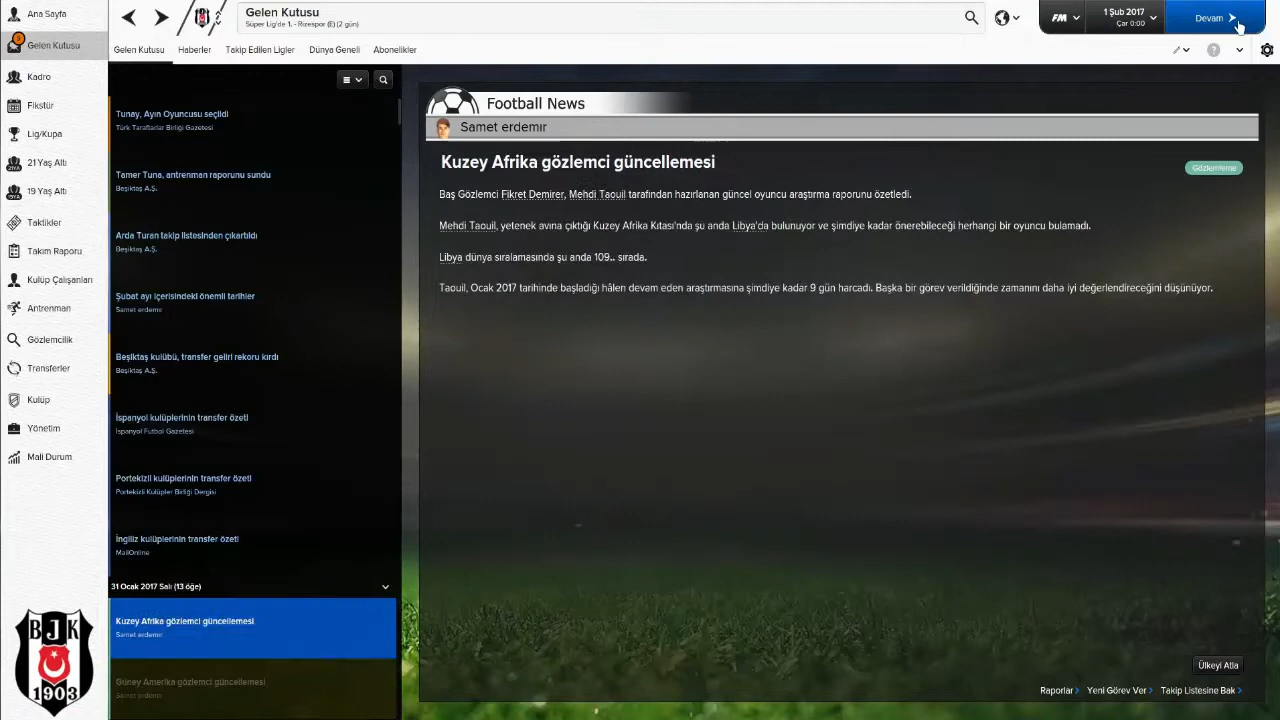 Ana Sayfa
3
Gelen Kutusu
Kadro
Fikstür
Lig/Kupa
21YA
21 Yaş Altı
19YA
19 Yaş Altı
Taktikler
Takım Raporu
Kulüp Çalışanları
Antrenman
Gözlemcilik
Transferler
Kulüp
Yönetim
Mali Durum
BJK
1903
Gelen Kutusu
Süper Lig'de 1. - Rizespor (E) (2 gün)
FM
1 Şub 2017
Çar 0:00
Devam
Gelen Kutusu
Haberler
Takip Edilen Ligler
Dünya Geneli
Abonelikler
?
Tunay, Ayın Oyuncusu seçildi
Türk Taraftarlar Birliği Gazetesi
Tamer Tuna, antrenman raporunu sundu
Beşiktaş A.Ş.
Arda Turan takip listesinden çıkartıldı
Beşiktaş A.Ş.
Şubat ayı içerisindeki önemli tarihler
Samet erdemır
Beşiktaş kulübü, transfer geliri rekoru kırdı
Beşiktaş A.Ş.
İspanyol kulüplerinin transfer özeti
İspanyol Futbol Gazetesi
Portekizli kulüplerinin transfer özeti
Portekizli Kulüpler Birliği Dergisi
İngiliz kulüplerinin transfer özeti
MailOnline
31 Ocak 2017 Salı (13 öğe)
Kuzey Afrika gözlemci güncellemesi
Samet erdemır
Güney Amerika gözlemci güncellemesi
Samet erdemır
Football News
Samet erdemır
Kuzey Afrika gözlemci güncellemesi
Gözlemleme
Baş Gözlemci Fikret Demirer, Mehdi Taouil tarafından hazırlanan güncel oyuncu araştırma raporunu özetledi.
Mehdi Taouil, yetenek avına çıktığı Kuzey Afrika Kıtası'nda şu anda Libya'da bulunuyor ve şimdiye kadar önerebileceği herhangi bir oyuncu bulamadı.
Libya dünya sıralamasında şu anda 109.. sırada.
Taouil, Ocak 2017 tarihinde başladığı hâlen devam eden araştırmasına şimdiye kadar 9 gün harcadı. Başka bir görev verildiğinde zamanını daha iyi değerlendireceğini düşünüyor.
Ülkeyi Atla
Raporlar
Yeni Görev Ver
Takip Listesine Bak